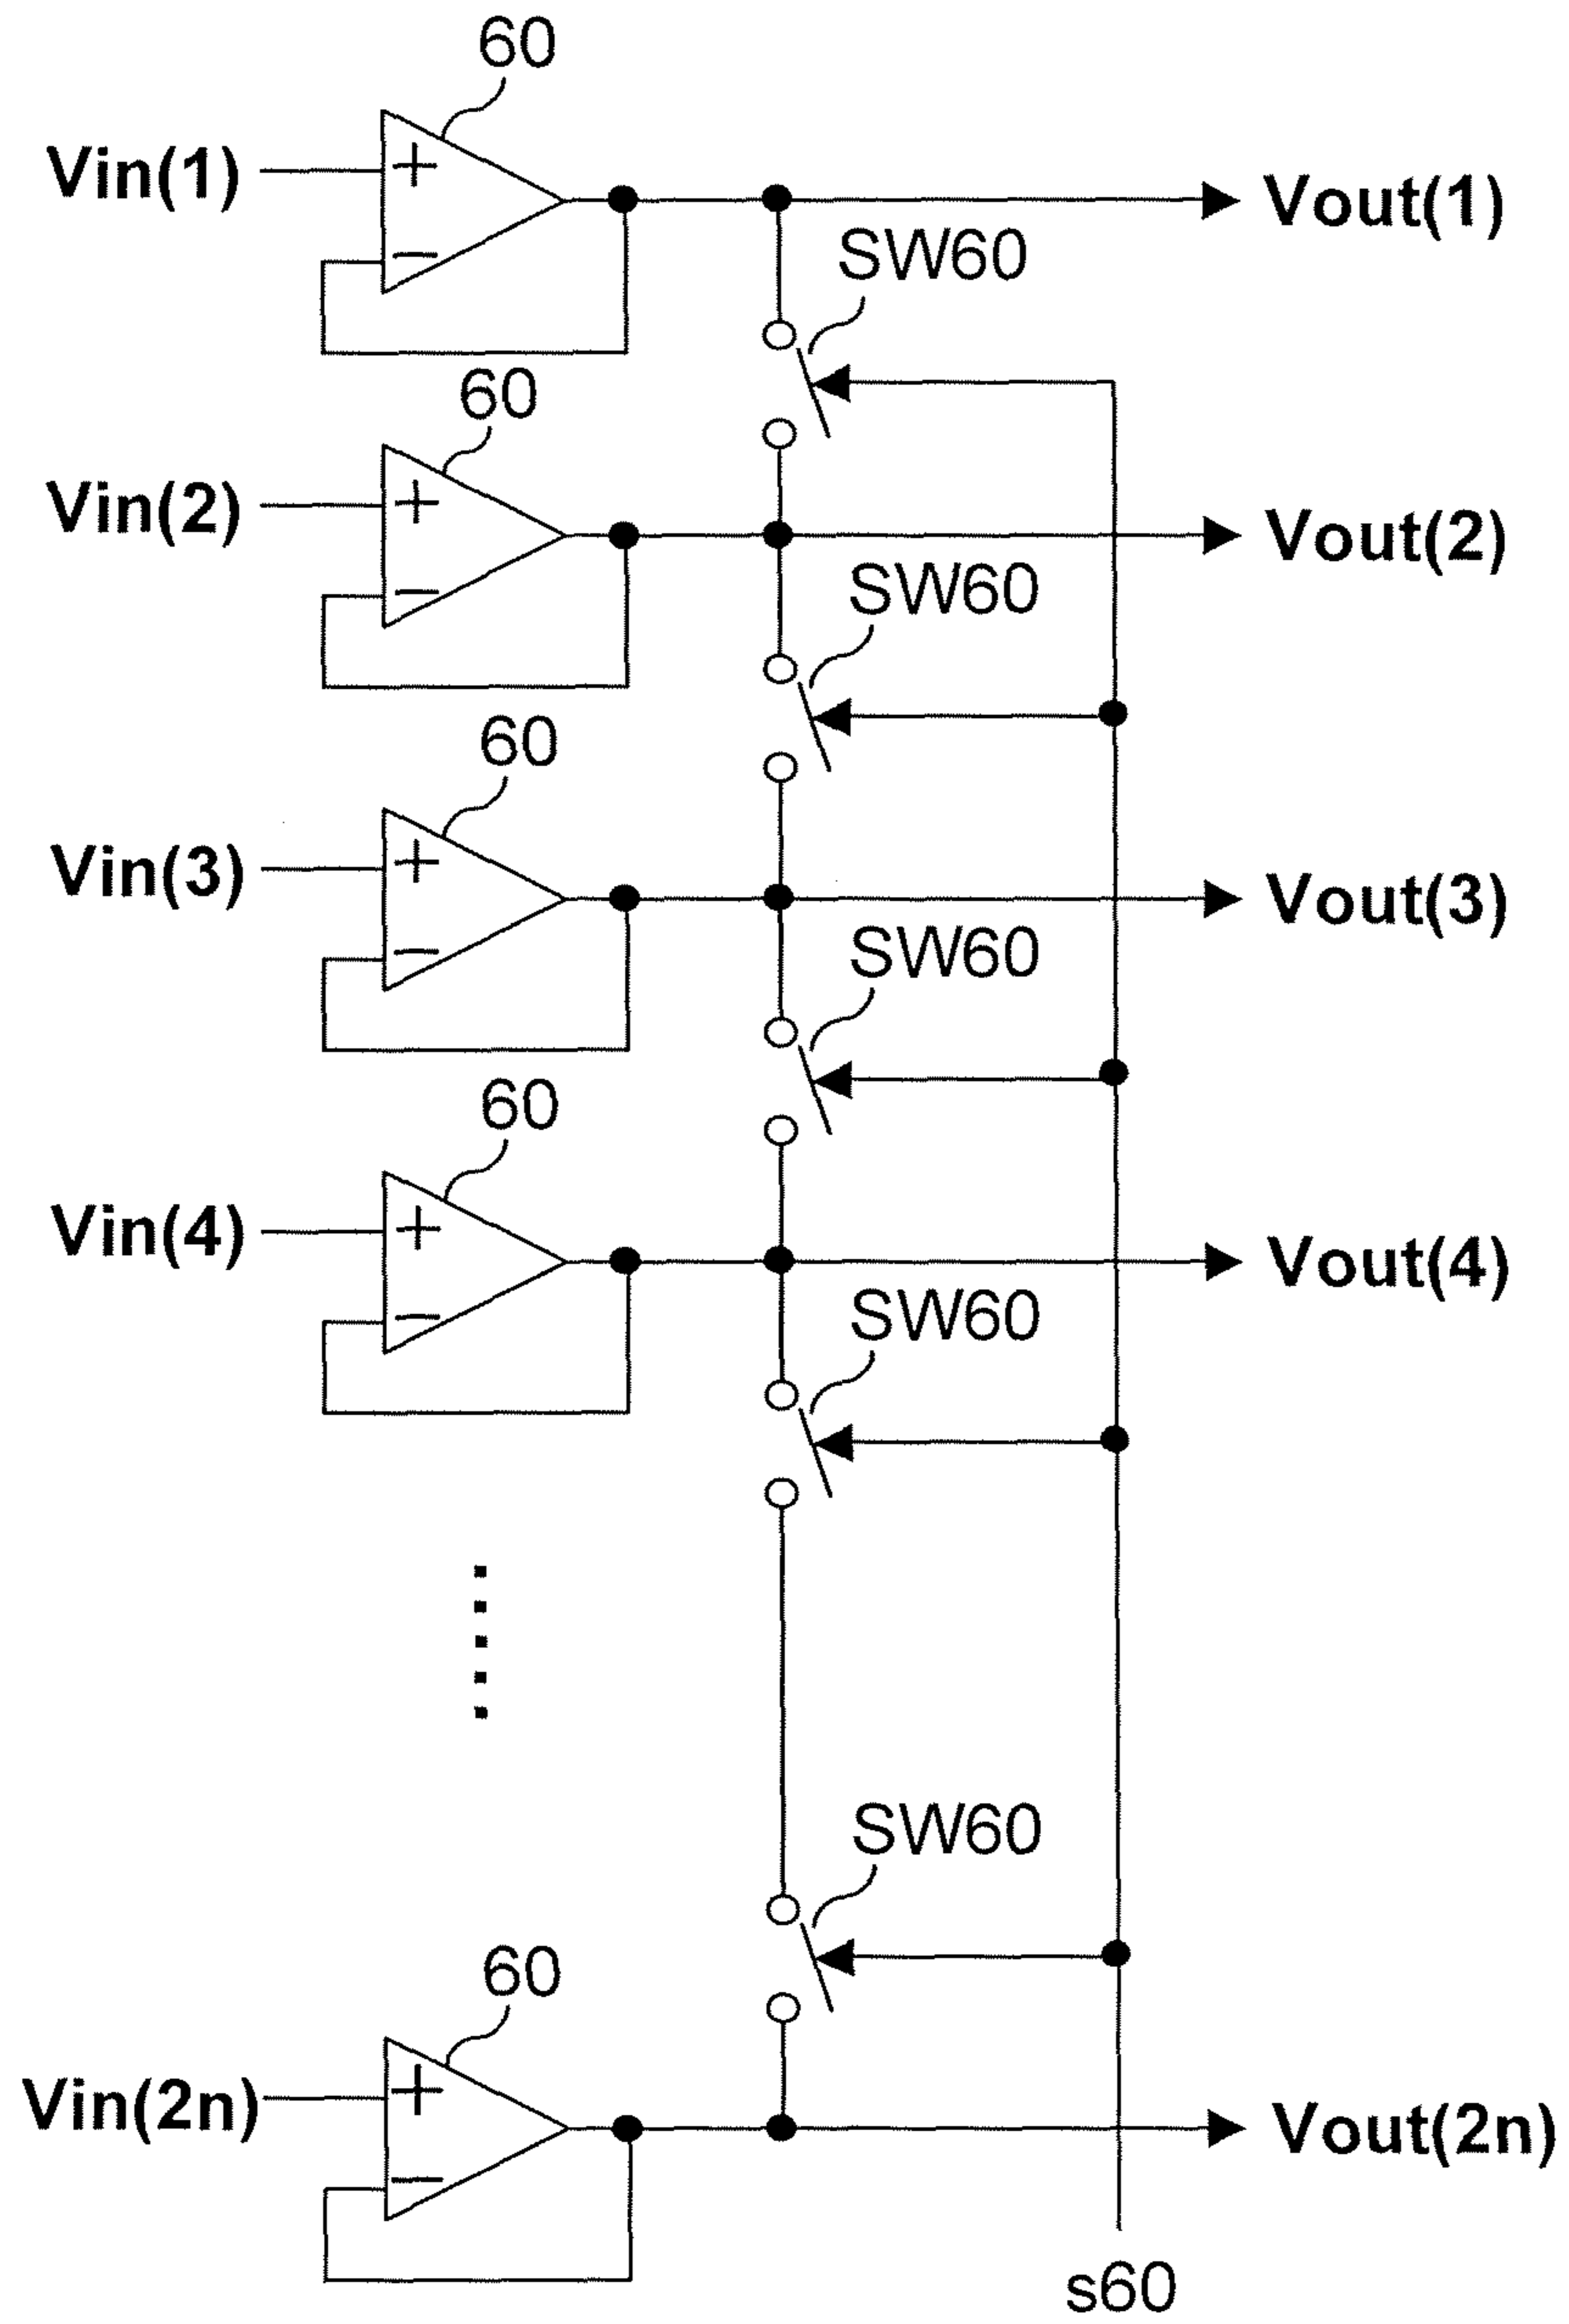 60
Vin(1)
+
−
Vout(1)
SW60
60
Vin(2)
+
−
Vout(2)
SW60
60
Vin(3)
+
−
Vout(3)
SW60
60
Vin(4)
+
−
Vout(4)
SW60
SW60
60
Vin(2n)
+
−
Vout(2n)
s60